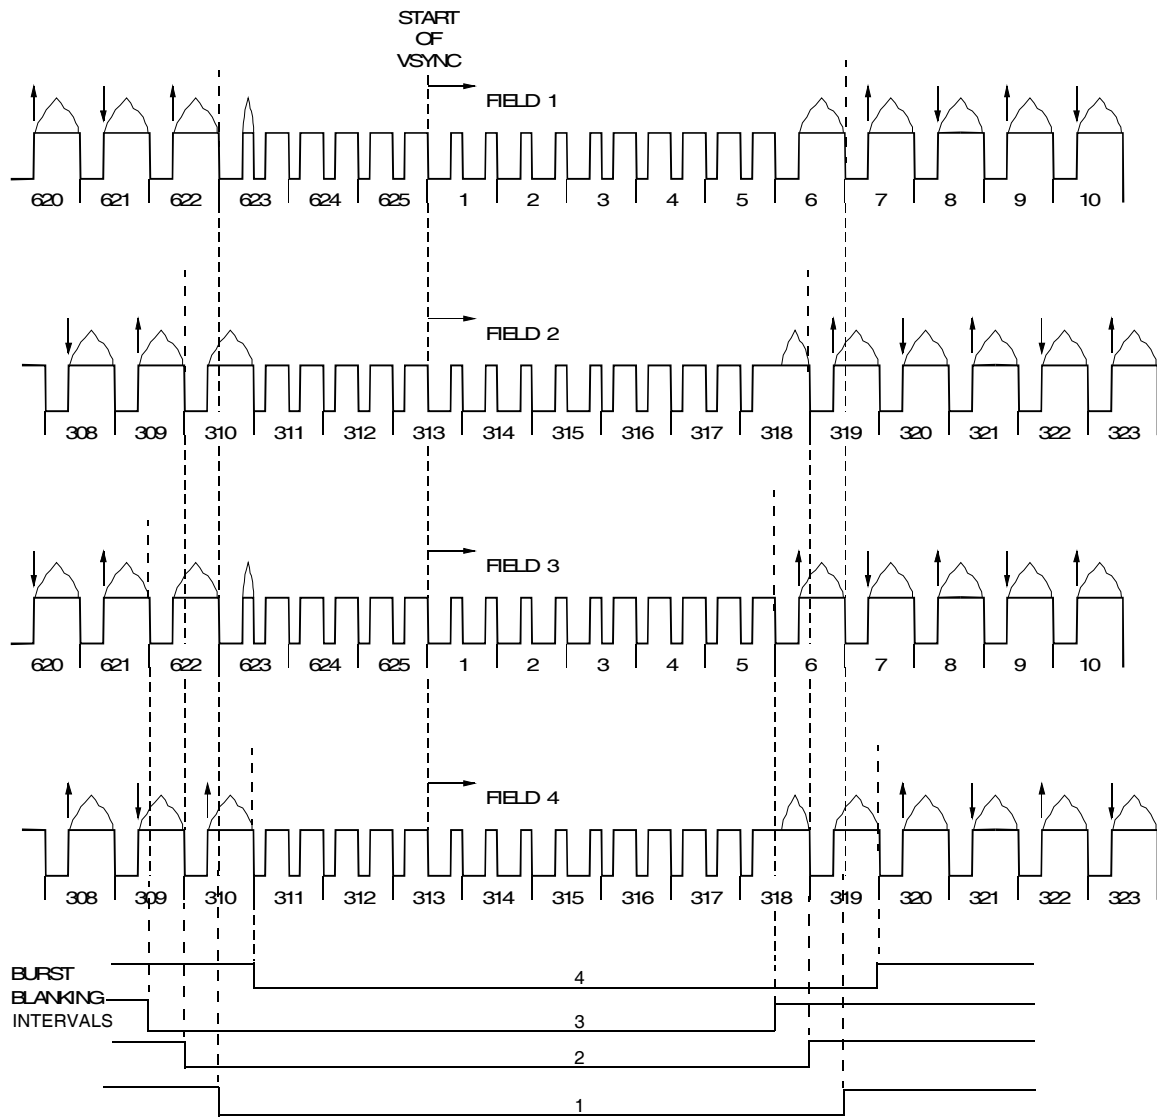 START
OF
VSYNC
FIELD 1
620 621 622 623 624 625 1 2 3 4 5 6 7 8 9 10
FIELD 2
308 309 310 311 312 313 314 315 316 317 318 319 320 321 322 323
FIELD 3
620 621 622 623 624 625 1 2 3 4 5 6 7 8 9 10
FIELD 4
308 309 310 311 312 313 314 315 316 317 318 319 320 321 322 323
BURST
BLANKING
INTERVALS
4
3
2
1